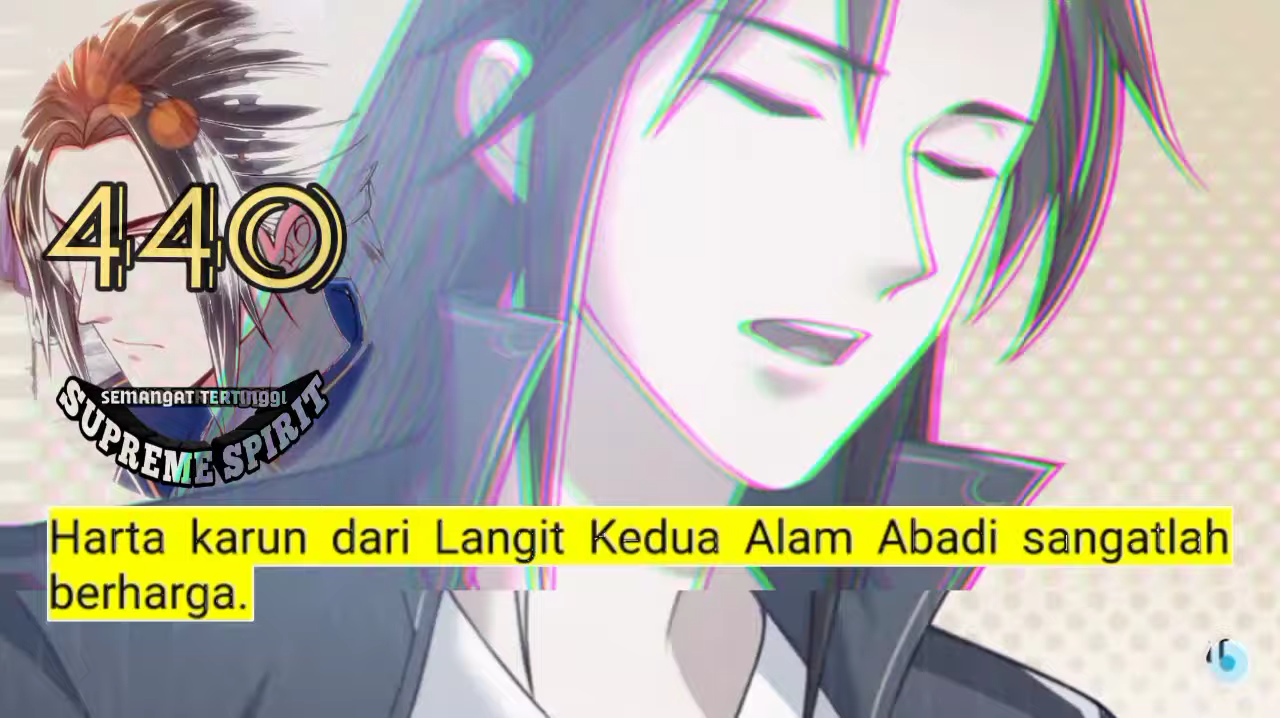 440
SEMANGAT TERTINGGI
SUPREME SPIRIT
Harta karun dari Langit Kedua Alam Abadi sangatlah
berharga.